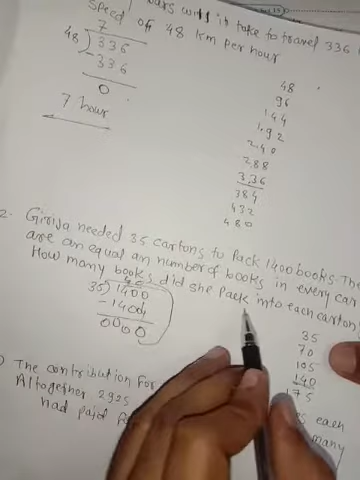 hours will it take to travel 336
speed of 48 km per hour
7
48 ) 336
- 336
0
7 hour
48
96
144
192
240
288
336
384
432
480
2- Girija needed 35 cartons to Pack 1400 books. The
are an equal an number of books in every car
How many books did she pack into each carton
35 ) 1400
- 1400
0000
35
70
105
140
175
The contribution for
each
Altogether 2925
many
had paid